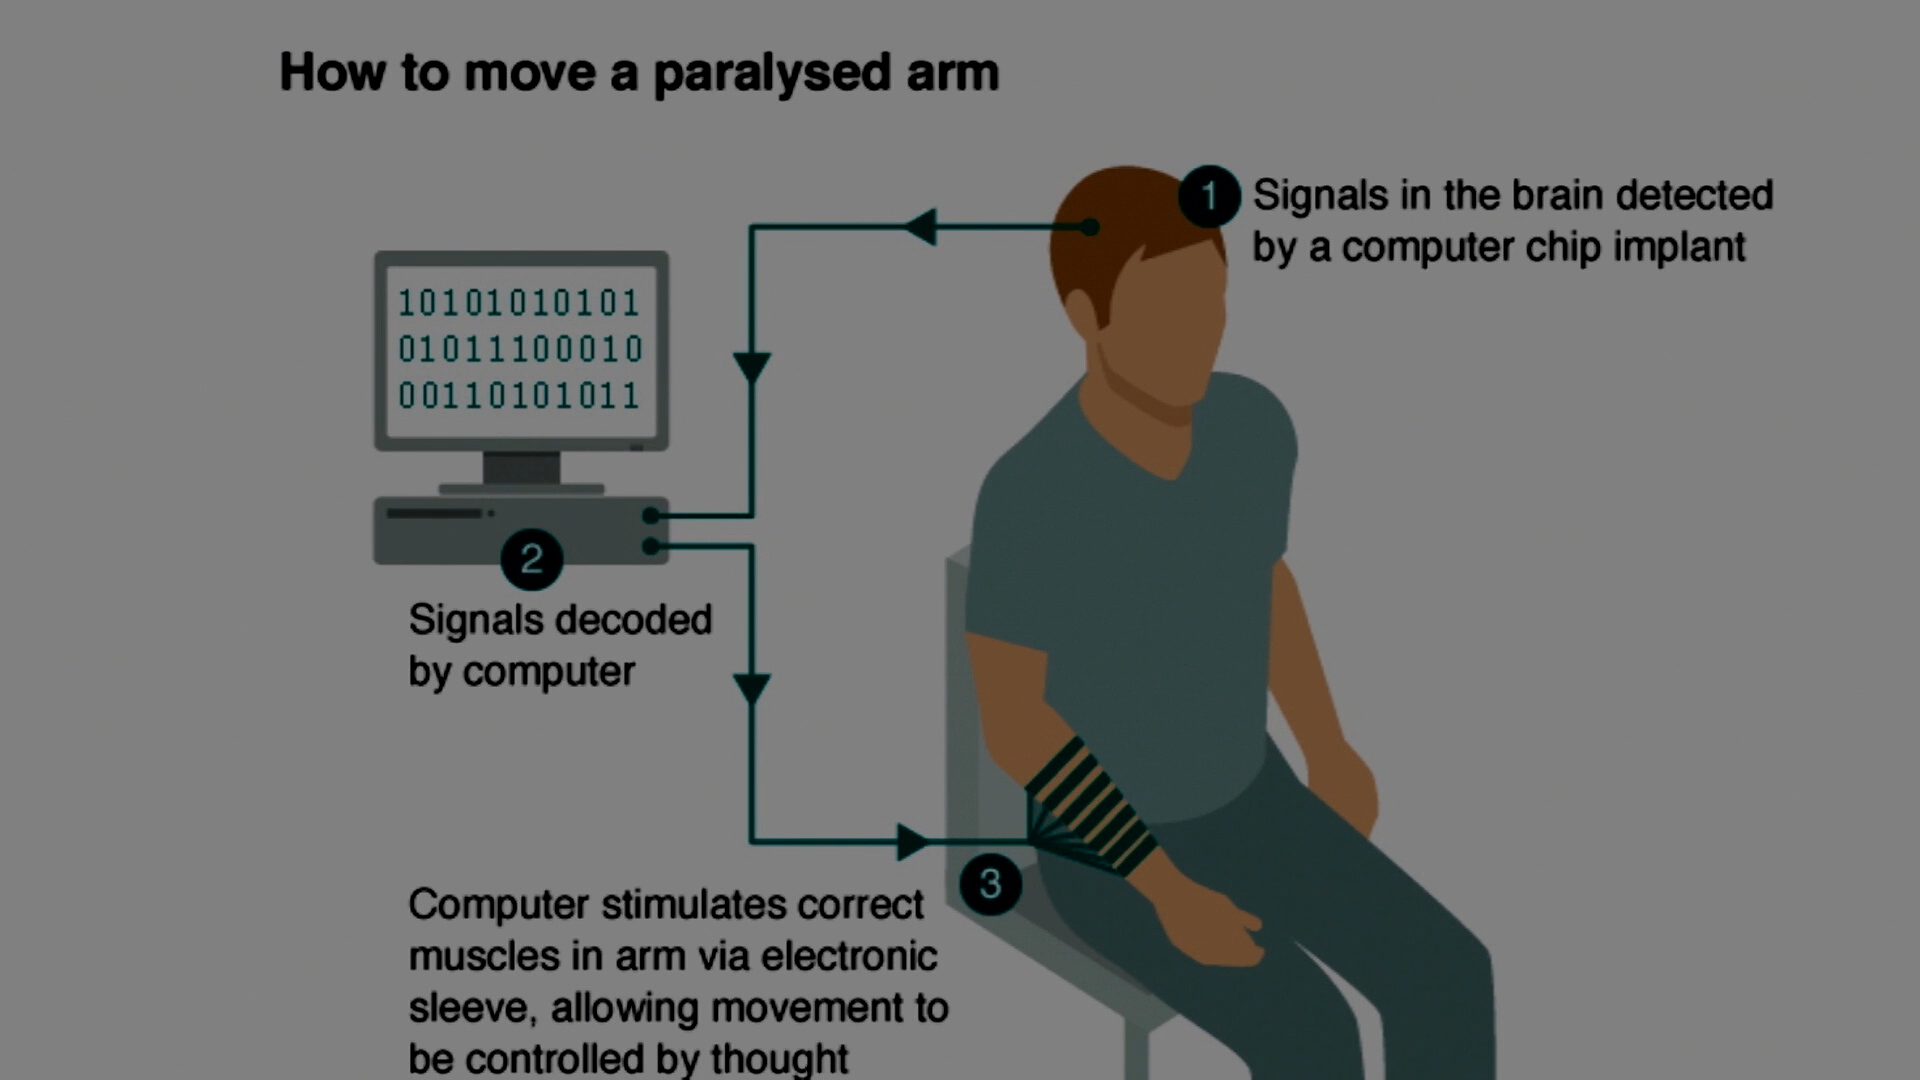 How to move a paralysed arm
1 Signals in the brain detected
by a computer chip implant
10101010101
01011100010
00110101011
2
Signals decoded
by computer
3
Computer stimulates correct
muscles in arm via electronic
sleeve, allowing movement to
be controlled by thought